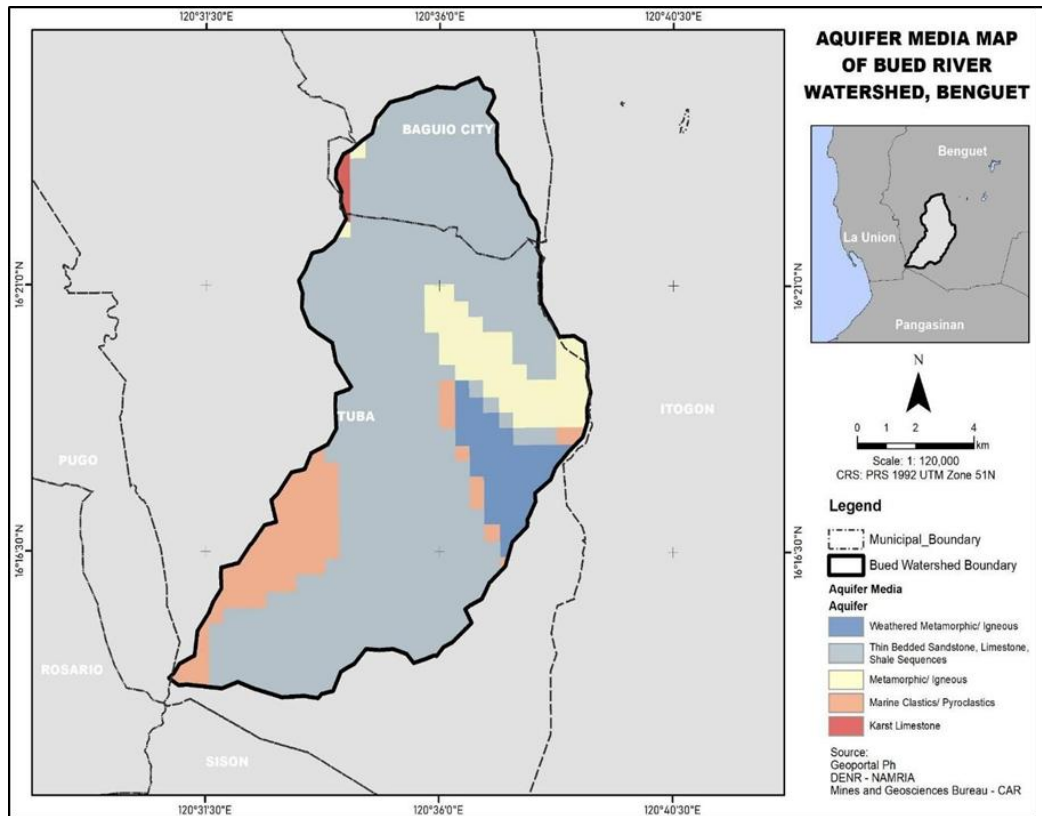 120°31'30"E
120°36'0"E
120°40'30"E
AQUIFER MEDIA MAP
OF BUED RIVER
WATERSHED, BENGUET
BAGUIO CITY
Benguet
La Union
Pangasinan
16°21'0"N
16°21'0"N
N
TUBA
ITOGON
0 1 2 4
km
Scale: 1: 120,000
CRS: PRS 1992 UTM Zone 51N
PUGO
Legend
Municipal_Boundary
Bued Watershed Boundary
16°16'30"N
16°16'30"N
Aquifer Media
Aquifer
Weathered Metamorphic/ Igneous
Thin Bedded Sandstone, Limestone,
Shale Sequences
Metamorphic/ Igneous
Marine Clastics/ Pyroclastics
Karst Limestone
ROSARIO
SISON
Source:
Geoportal Ph
DENR - NAMRIA
Mines and Geosciences Bureau - CAR
120°31'30"E
120°36'0"E
120°40'30"E